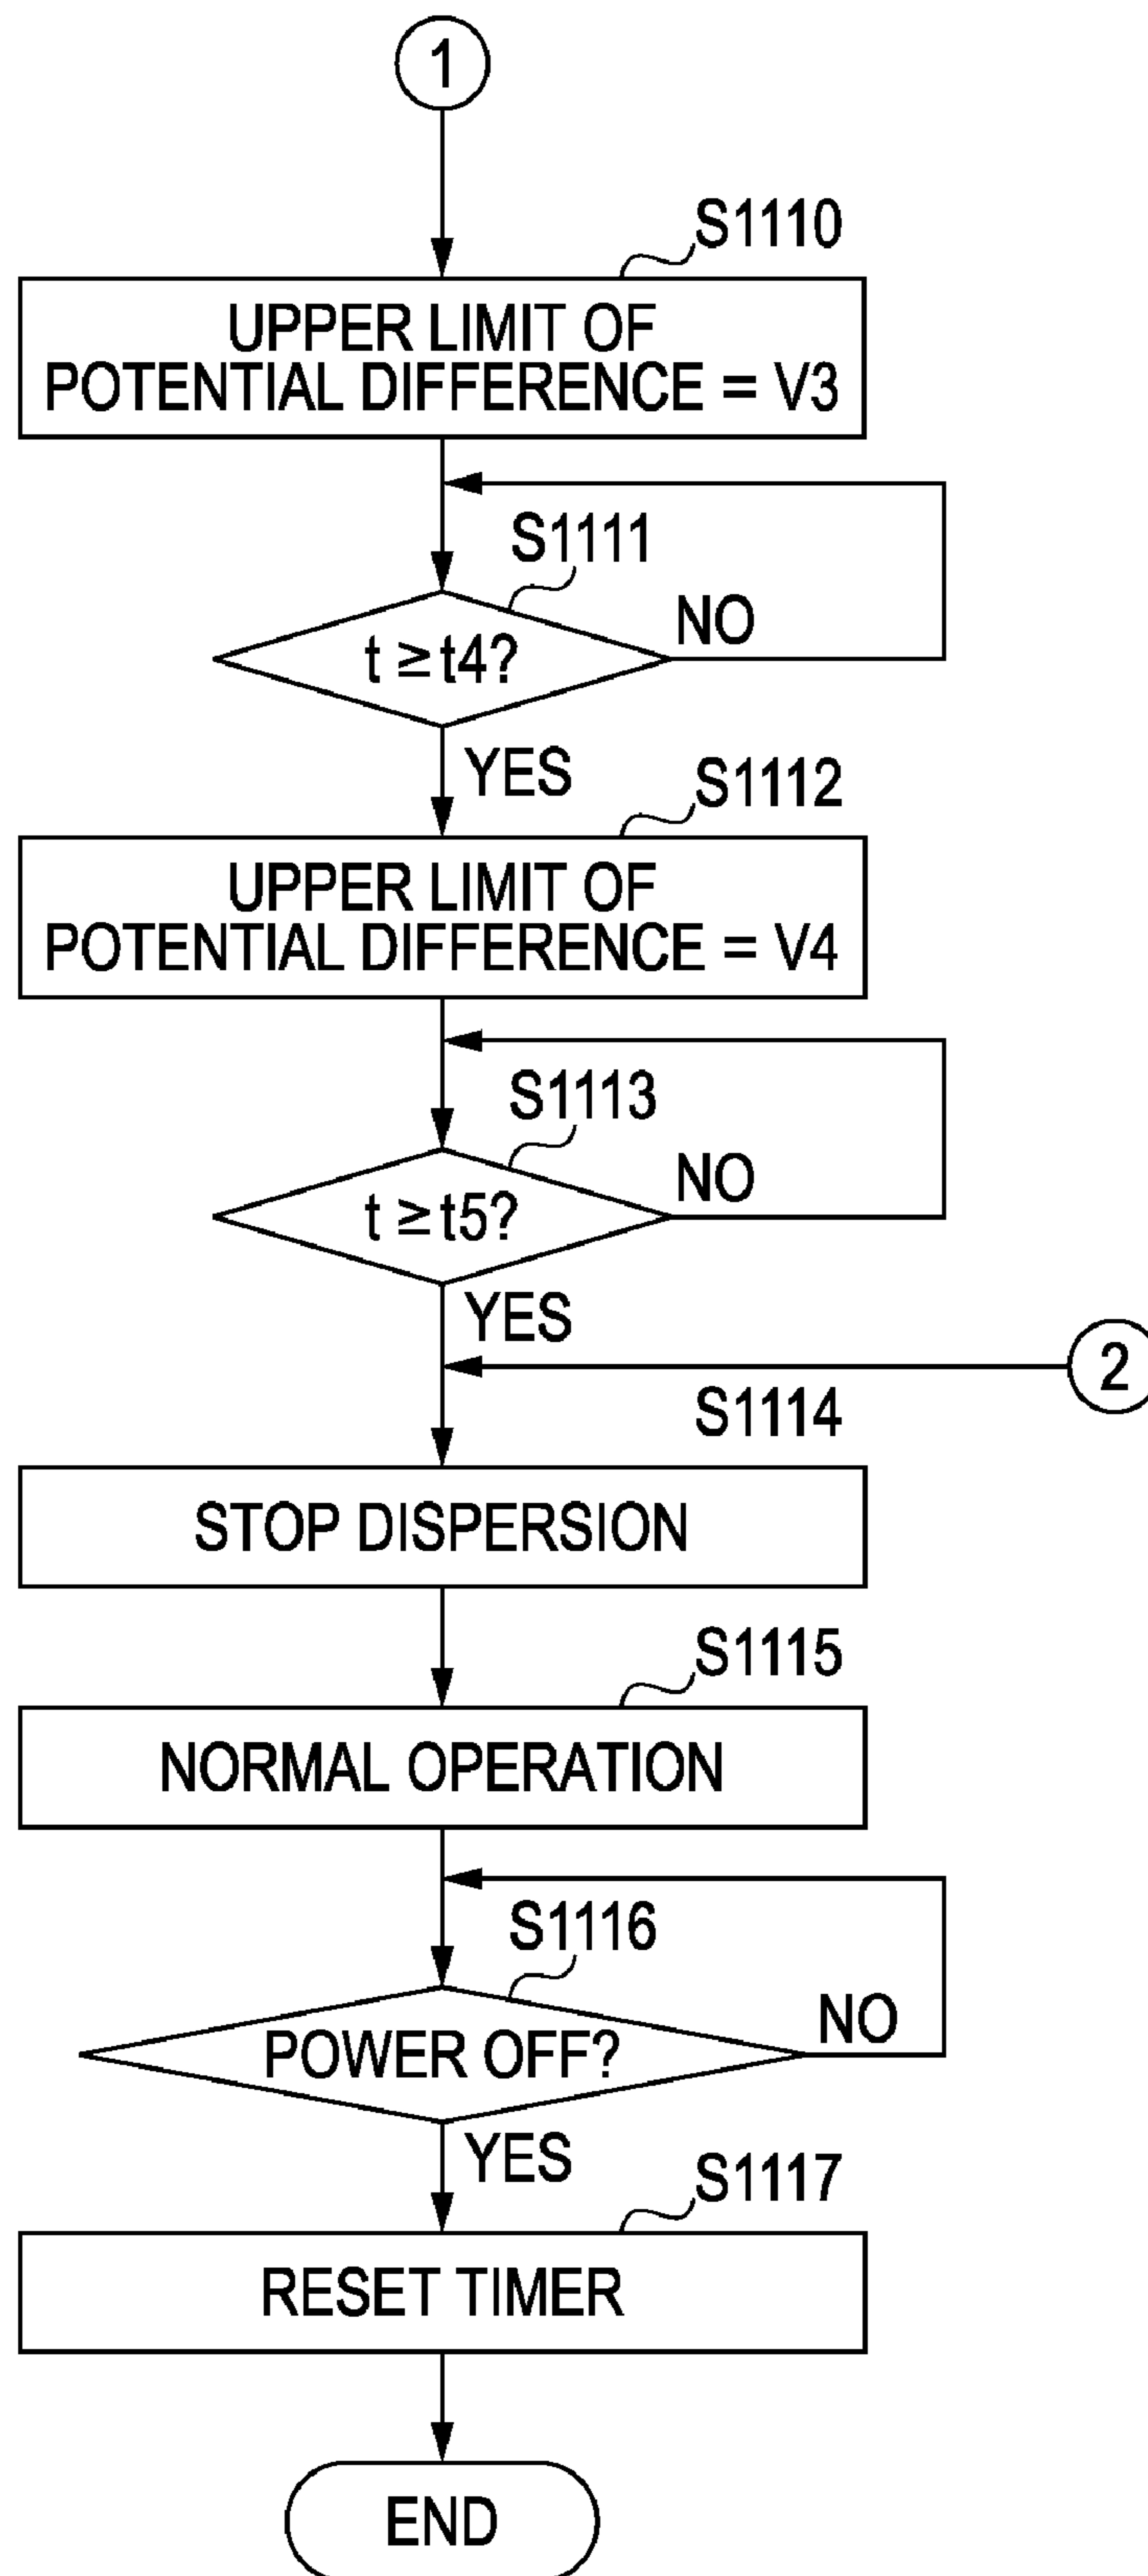 1
S1110
UPPER LIMIT OF
POTENTIAL DIFFERENCE = V3
S1111
t ≥ t4?
NO
YES
S1112
UPPER LIMIT OF
POTENTIAL DIFFERENCE = V4
S1113
t ≥ t5?
NO
YES
2
S1114
STOP DISPERSION
S1115
NORMAL OPERATION
S1116
POWER OFF?
NO
YES
S1117
RESET TIMER
END